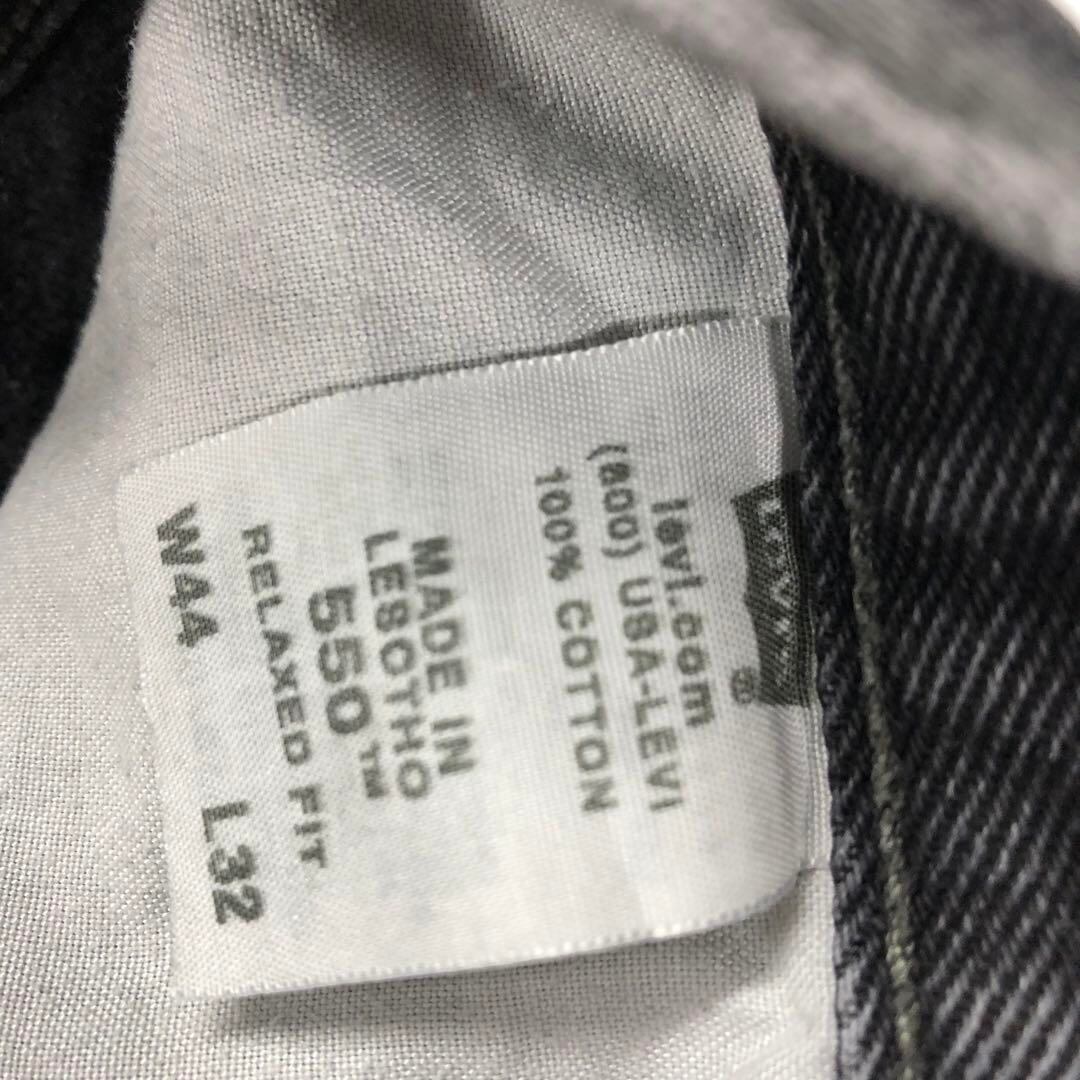 levi.com
(800) USA-LEVI
100% COTTON
MADE IN
LESOTHO
550™
RELAXED FIT
W44 L32